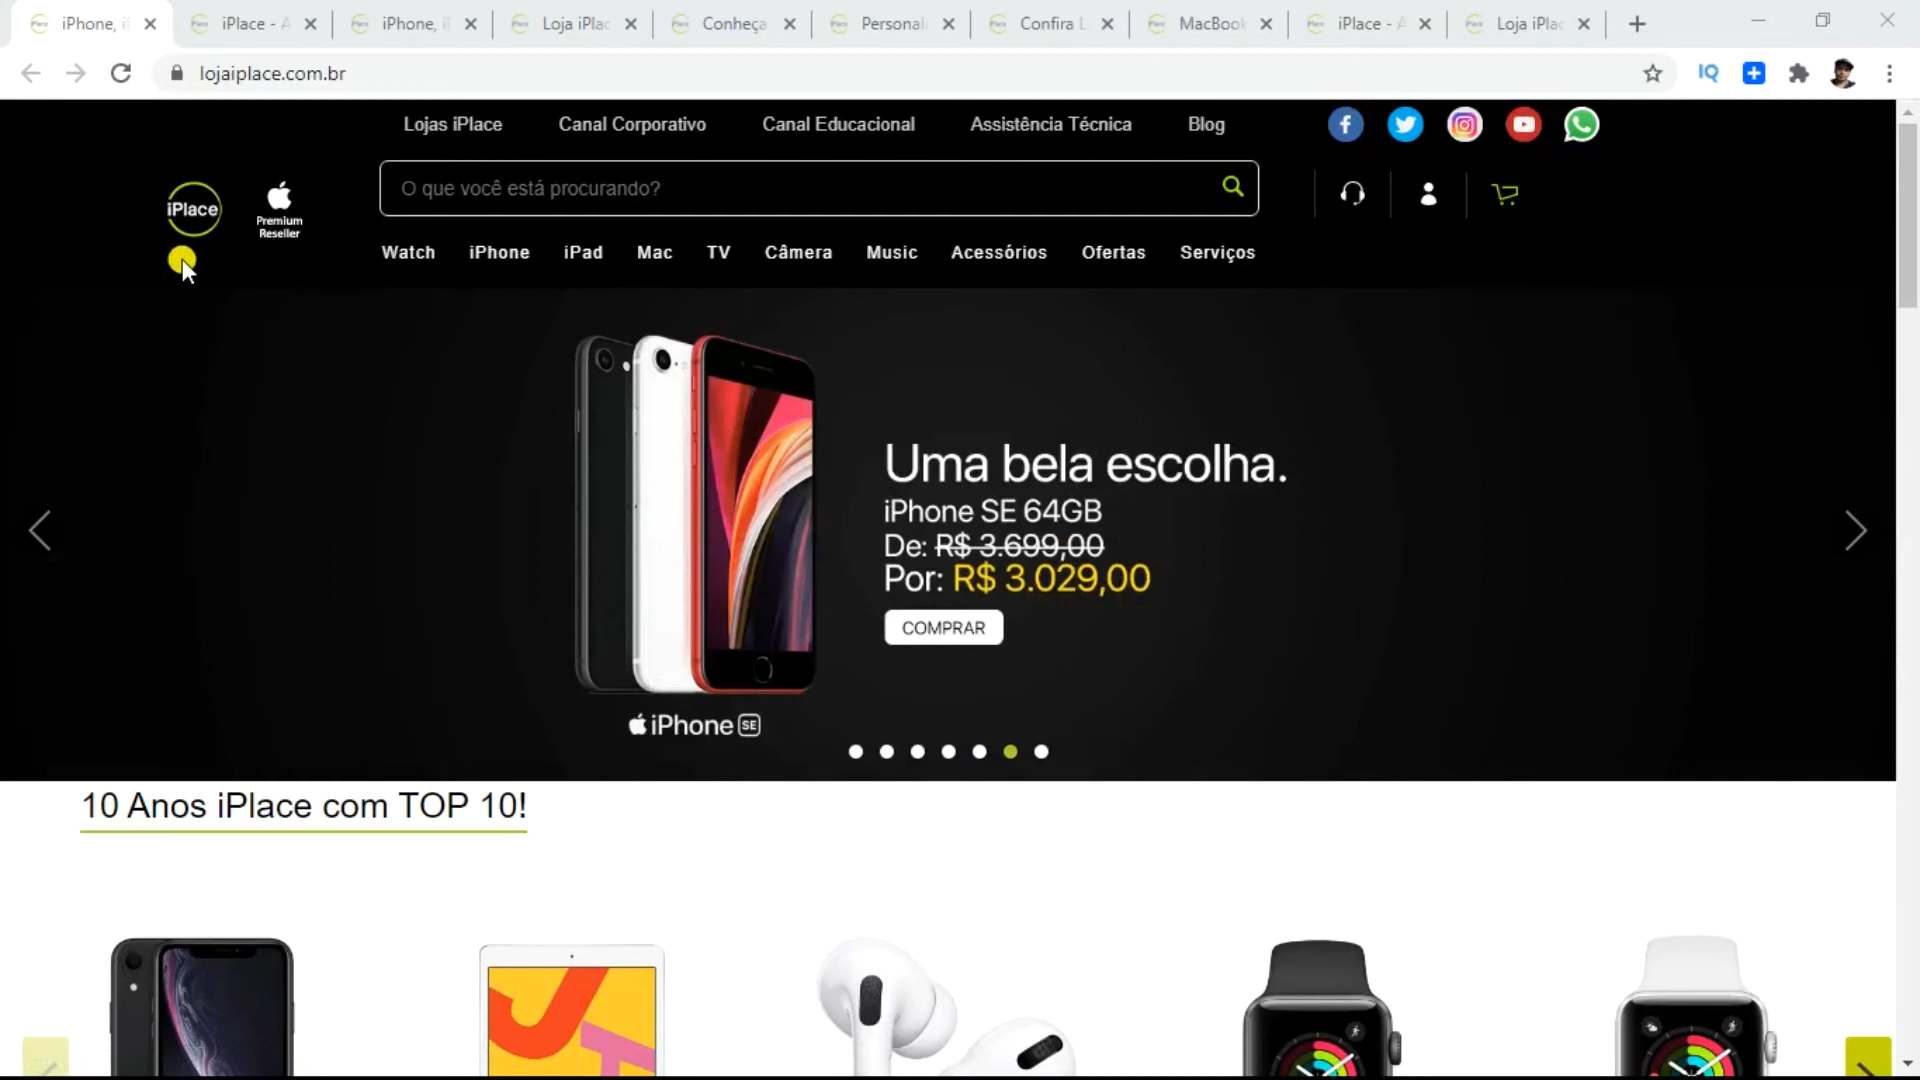 iPhone, i
iPlace - A
iPhone, i
Loja iPlac
Conheça
Personali
Confira L
MacBook
iPlace - A
Loja iPlac
lojaiplace.com.br
IQ
Lojas iPlace
Canal Corporativo
Canal Educacional
Assistência Técnica
Blog
iPlace
Premium
Reseller
O que você está procurando?
Watch
iPhone
iPad
Mac
TV
Câmera
Music
Acessórios
Ofertas
Serviços
Uma bela escolha.
iPhone SE 64GB
De: R$ 3.699,00
Por: R$ 3.029,00
COMPRAR
iPhone SE
10 Anos iPlace com TOP 10!